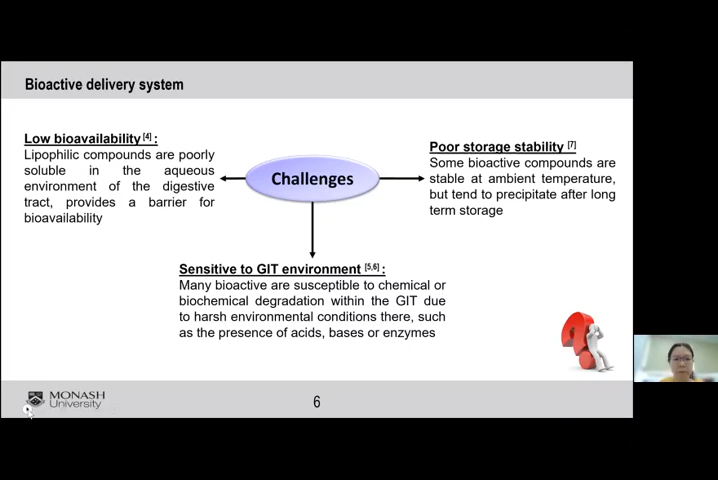 Bioactive delivery system
Low bioavailability [4] :
Lipophilic compounds are poorly
soluble in the aqueous
environment of the digestive
tract, provides a barrier for
bioavailability
Challenges
Poor storage stability [7]
Some bioactive compounds are
stable at ambient temperature,
but tend to precipitate after long
term storage
Sensitive to GIT environment [5,6] :
Many bioactive are susceptible to chemical or
biochemical degradation within the GIT due
to harsh environmental conditions there, such
as the presence of acids, bases or enzymes
MONASH
University
6